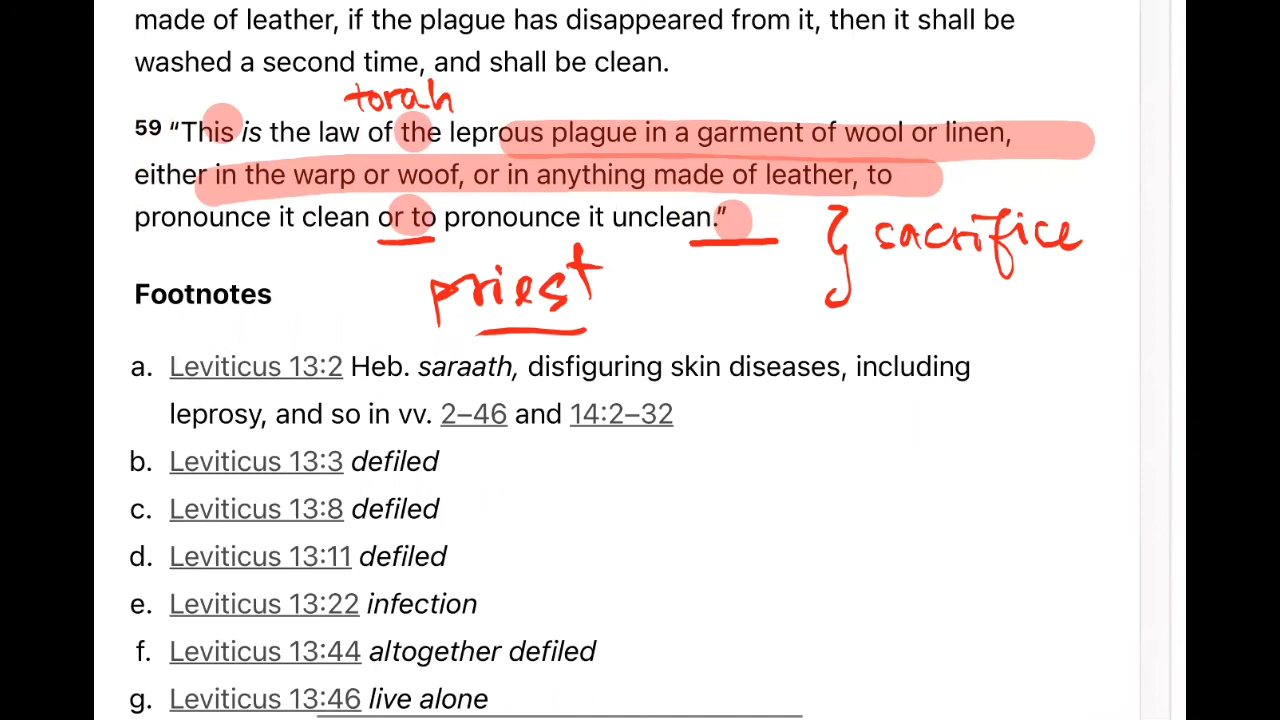 made of leather, if the plague has disappeared from it, then it shall be
washed a second time, and shall be clean.
torah
59 “This is the law of the leprous plague in a garment of wool or linen,
either in the warp or woof, or in anything made of leather, to
pronounce it clean or to pronounce it unclean.”
} sacrifice
priest
Footnotes
a. Leviticus 13:2 Heb. saraath, disfiguring skin diseases, including
leprosy, and so in vv. 2–46 and 14:2–32
b. Leviticus 13:3 defiled
c. Leviticus 13:8 defiled
d. Leviticus 13:11 defiled
e. Leviticus 13:22 infection
f. Leviticus 13:44 altogether defiled
g. Leviticus 13:46 live alone